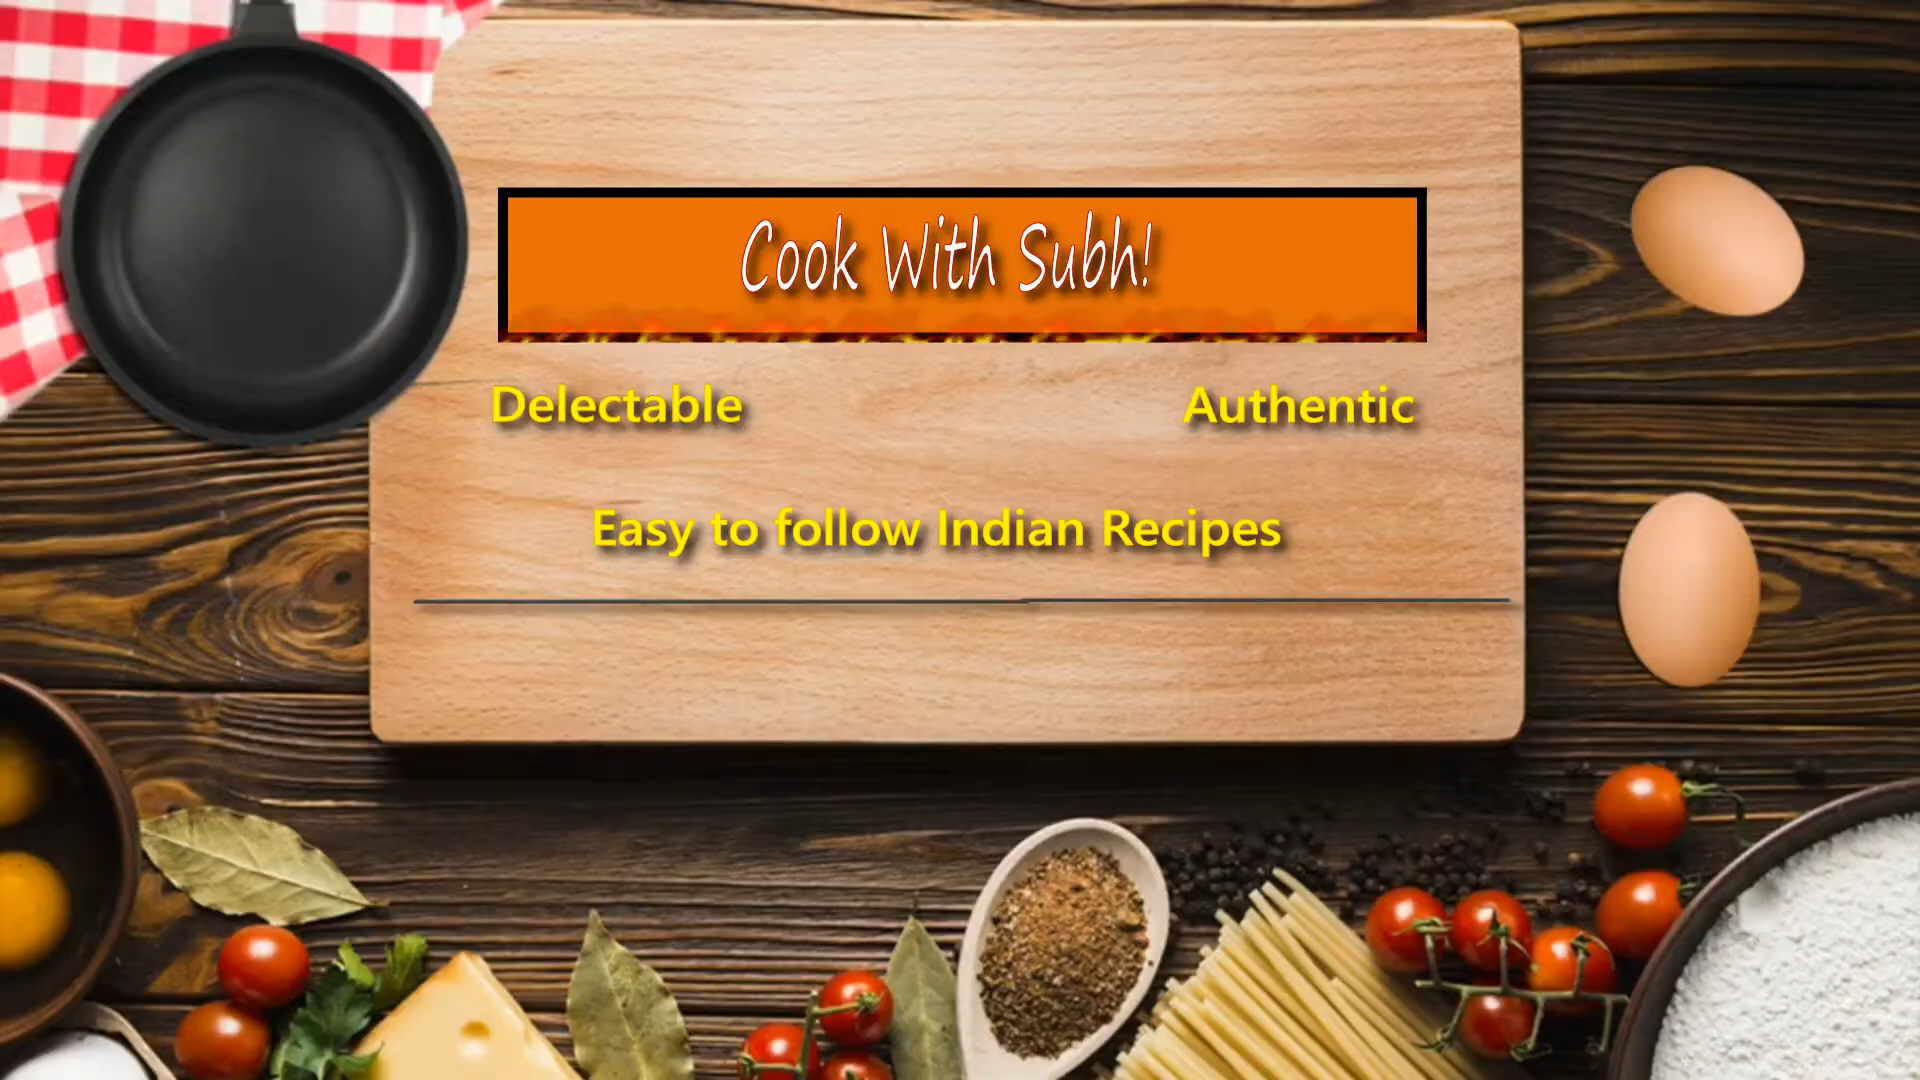 Cook With Subh!
Delectable Authentic
Easy to follow Indian Recipes